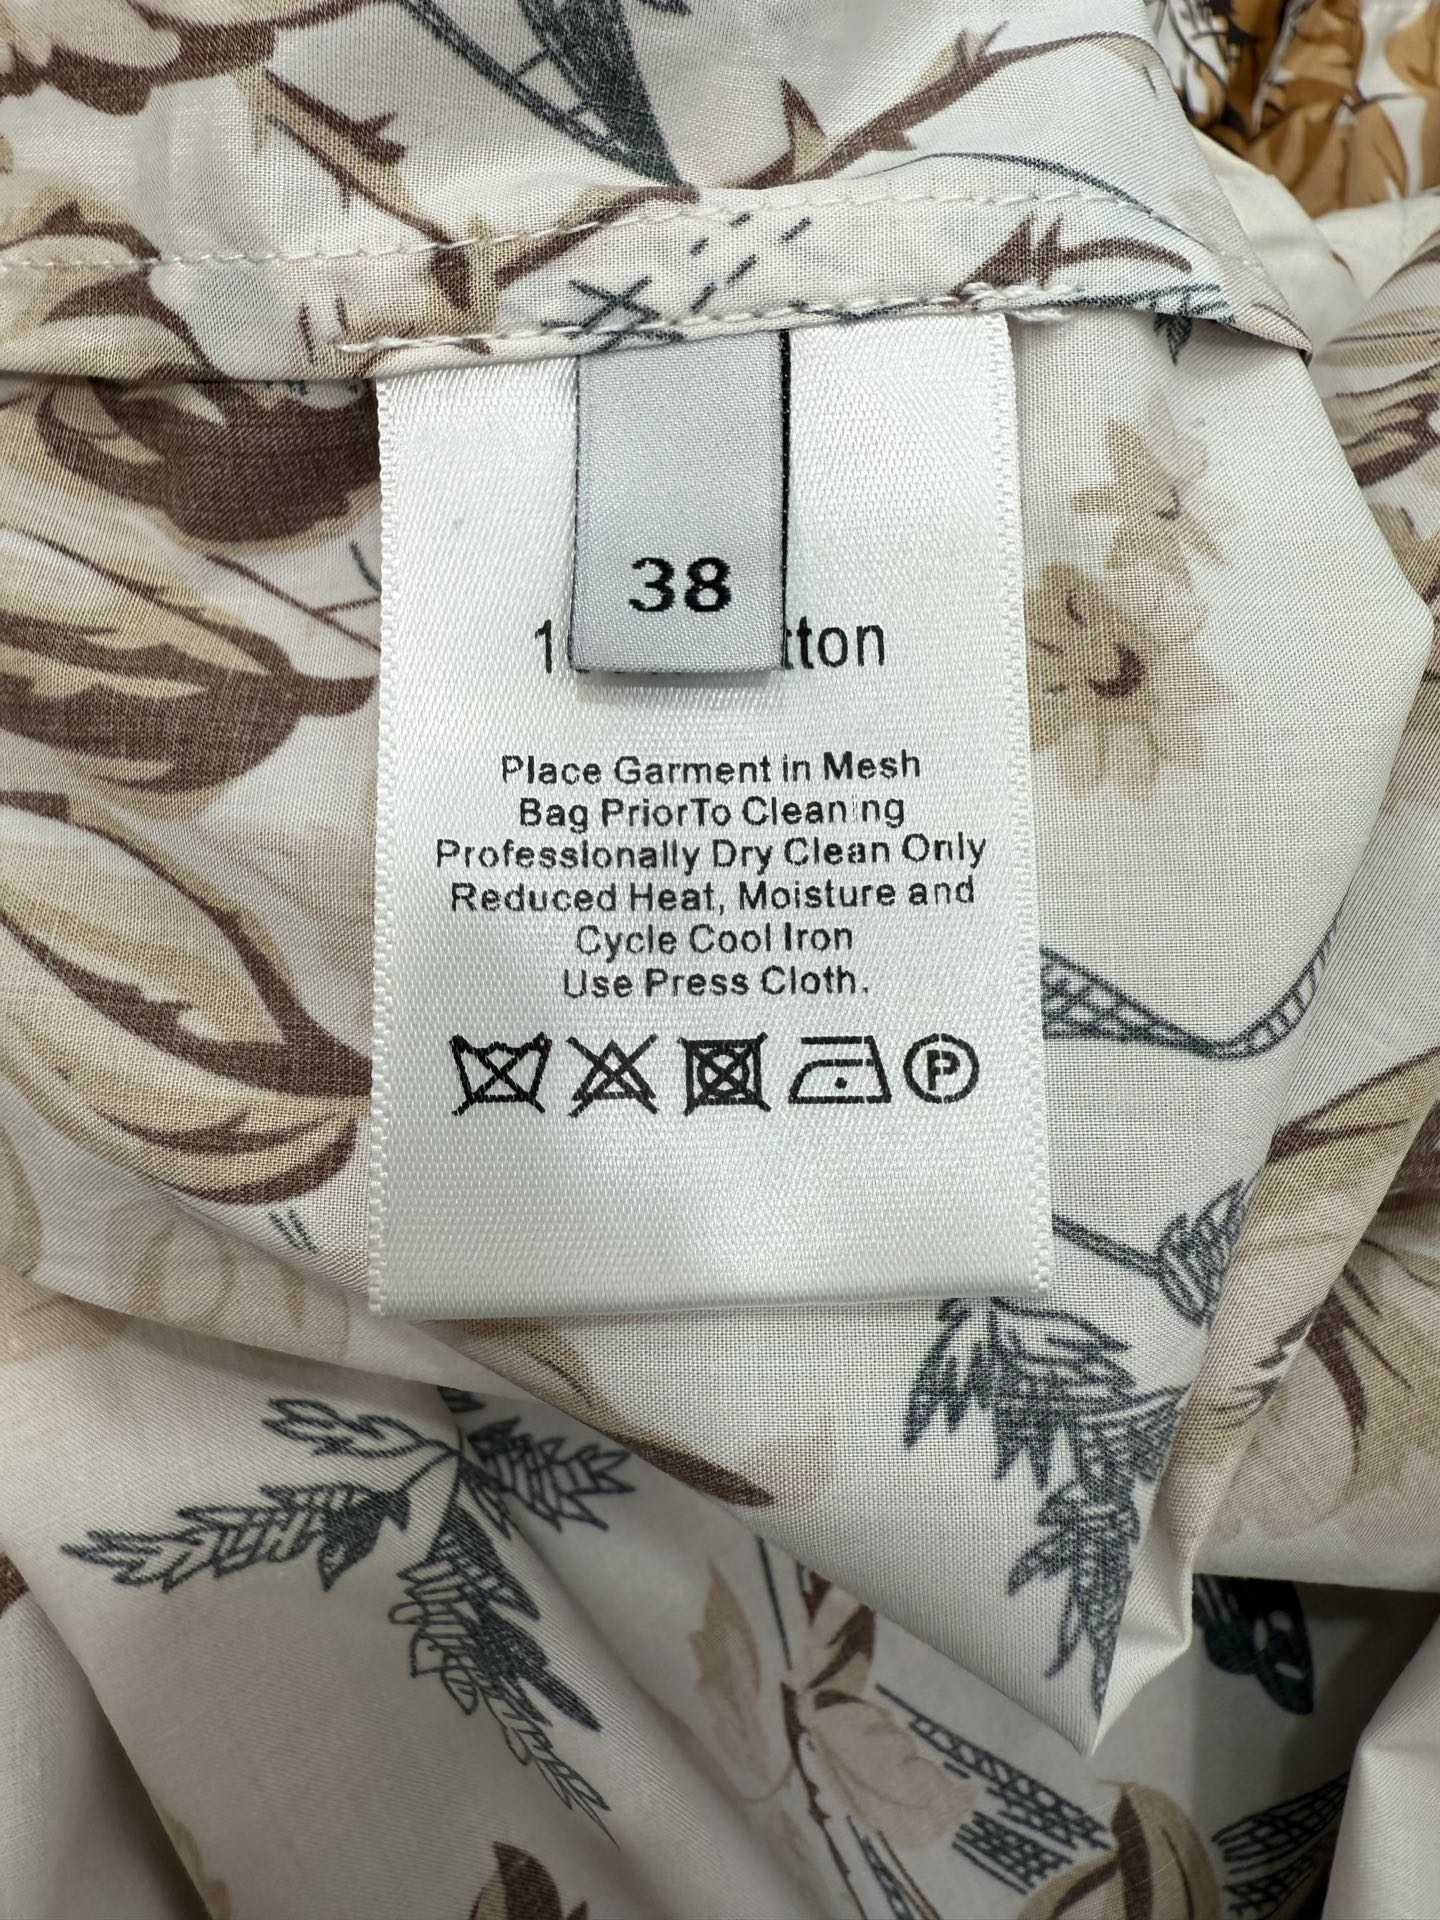 38
Place Garment in Mesh
Bag PriorTo Cleaning
Professionally Dry Clean Only
Reduced Heat, Moisture and
Cycle Cool Iron
Use Press Cloth.
P